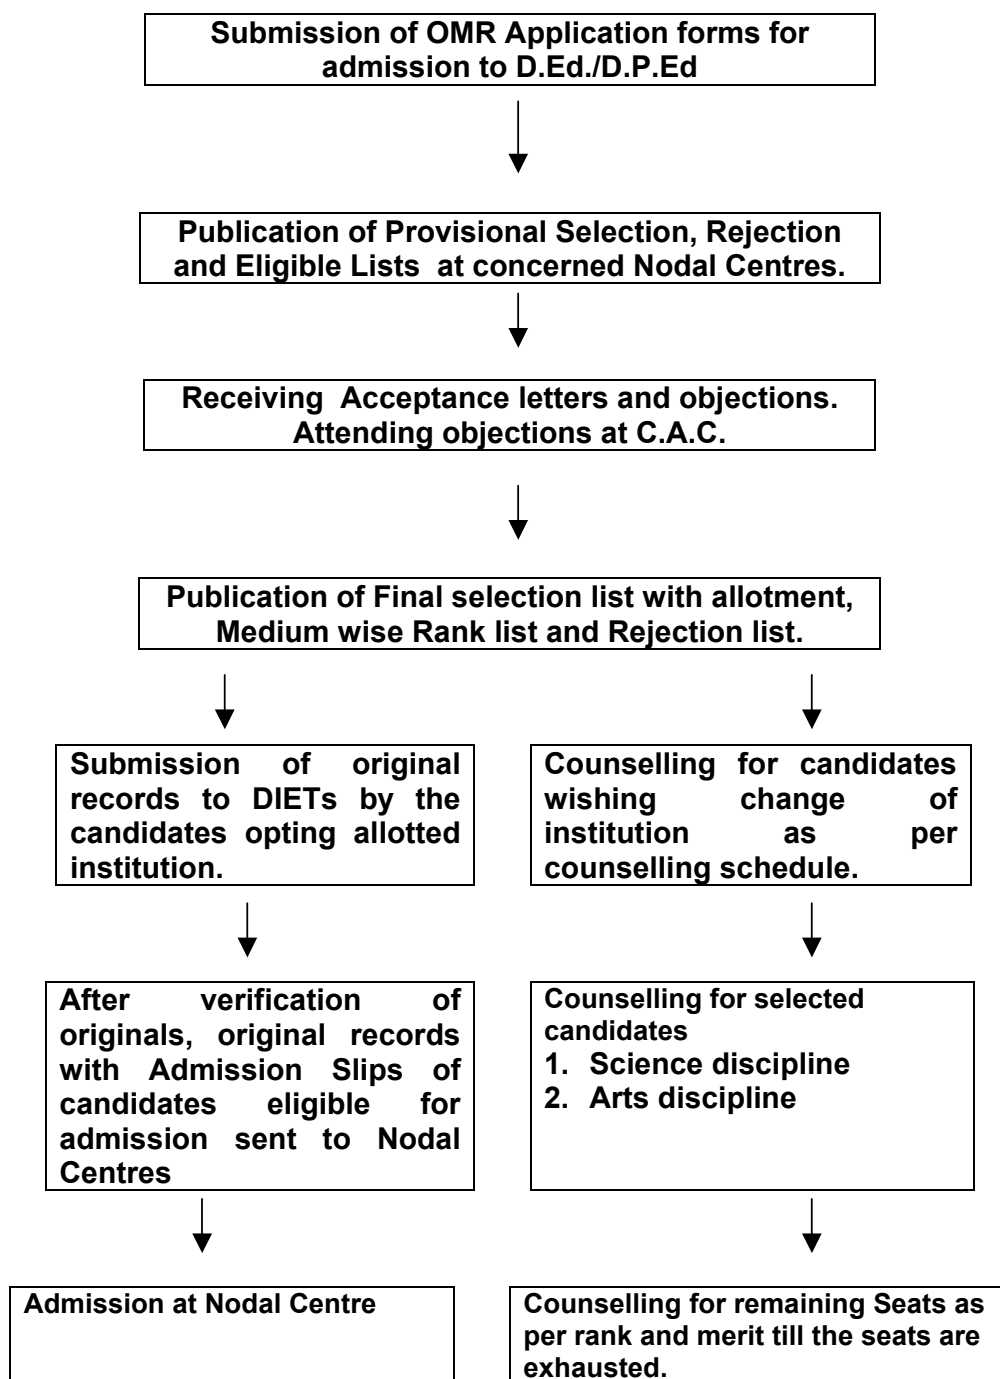 Submission of OMR Application forms for
admission to D.Ed./D.P.Ed
Publication of Provisional Selection, Rejection
and Eligible Lists at concerned Nodal Centres.
Receiving Acceptance letters and objections.
Attending objections at C.A.C.
Publication of Final selection list with allotment,
Medium wise Rank list and Rejection list.
Submission of original
records to DIETs by the
candidates opting allotted
institution.
Counselling for candidates
wishing change of
institution as per
counselling schedule.
After verification of
originals, original records
with Admission Slips of
candidates eligible for
admission sent to Nodal
Centres
Counselling for selected
candidates
1. Science discipline
2. Arts discipline
Admission at Nodal Centre
Counselling for remaining Seats as
per rank and merit till the seats are
exhausted.